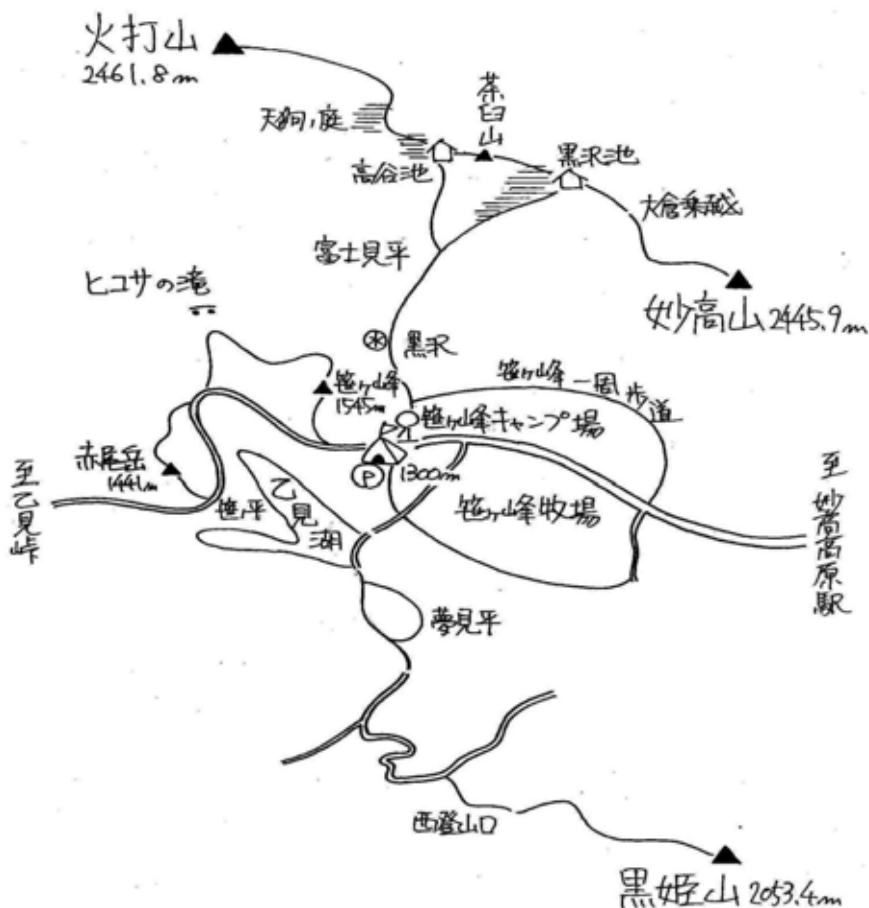 火打山
2461.8m
天狗ノ庭
茶臼山
高谷池
黒沢池
大倉乗越
富士見平
妙高山 2445.9m
ヒコサの滝
黒沢
笹ヶ峰
1545m
笹ヶ峰一周歩道
笹ヶ峰キャンプ場
赤尾岳
1441m
P
1300m
至乙見峠
笹ヶ平
乙見湖
笹ヶ峰牧場
至妙高高原駅
夢見平
西登山口
黒姫山 2053.4m